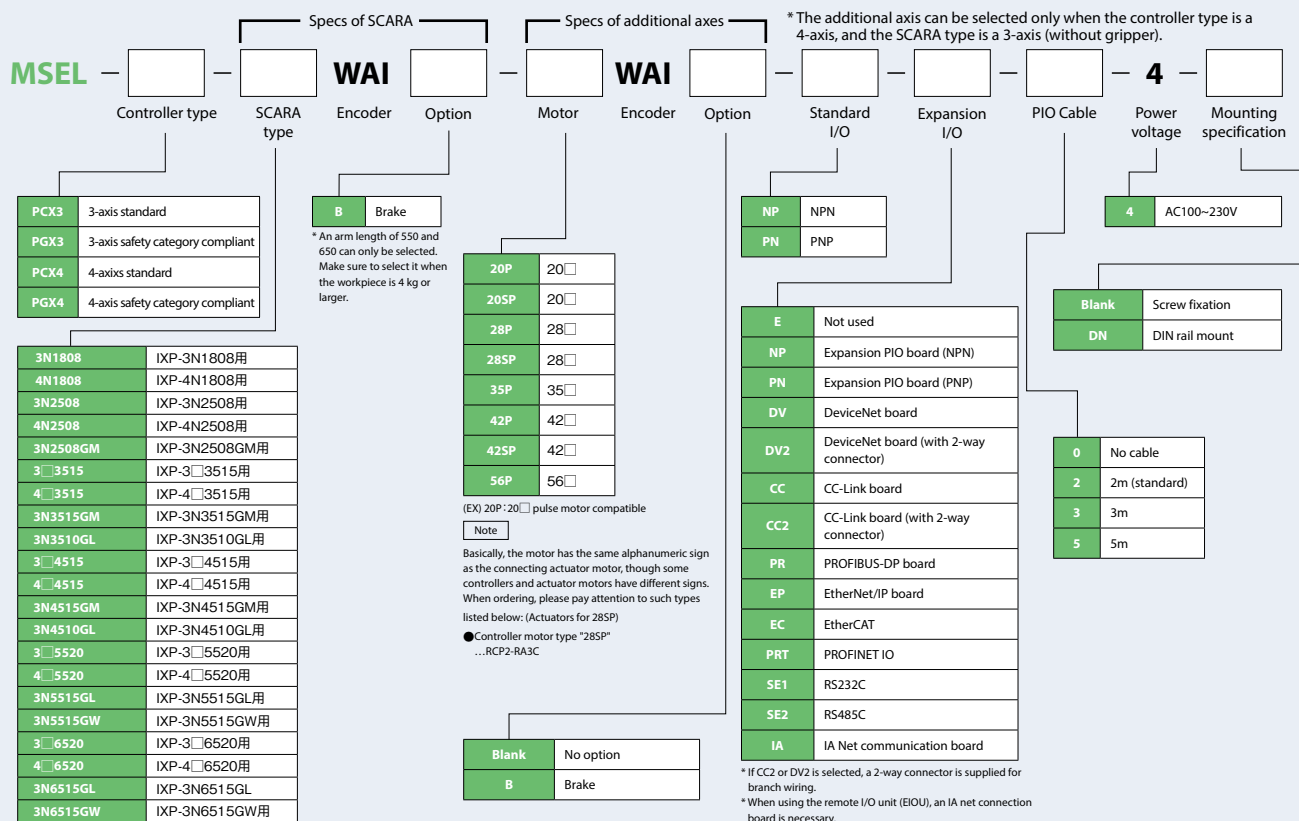 Specs of SCARA
Specs of additional axes
* The additional axis can be selected only when the controller type is a
4-axis, and the SCARA type is a 3-axis (without gripper).
MSEL — □ — □ WAI □ — □ WAI □ — □ — □ — □ — 4 — □
Controller type
SCARA
type
Encoder
Option
Motor
Encoder
Option
Standard
I/O
Expansion
I/O
PIO Cable
Power
voltage
Mounting
specification
PCX3 3-axis standard
PGX3 3-axis safety category compliant
PCX4 4-axixs standard
PGX4 4-axis safety category compliant
3N1808 IXP-3N1808用
4N1808 IXP-4N1808用
3N2508 IXP-3N2508用
4N2508 IXP-4N2508用
3N2508GM IXP-3N2508GM用
3□3515 IXP-3□3515用
4□3515 IXP-4□3515用
3N3515GM IXP-3N3515GM用
3N3510GL IXP-3N3510GL用
3□4515 IXP-3□4515用
4□4515 IXP-4□4515用
3N4515GM IXP-3N4515GM用
3N4510GL IXP-3N4510GL用
3□5520 IXP-3□5520用
4□5520 IXP-4□5520用
3N5515GL IXP-3N5515GL用
3N5515GW IXP-3N5515GW用
3□6520 IXP-3□6520用
4□6520 IXP-4□6520用
3N6515GL IXP-3N6515GL
3N6515GW IXP-3N6515GW用
B Brake
* An arm length of 550 and
650 can only be selected.
Make sure to select it when
the workpiece is 4 kg or
larger.
20P 20□
20SP 20□
28P 28□
28SP 28□
35P 35□
42P 42□
42SP 42□
56P 56□
(EX) 20P：20□ pulse motor compatible
Note
Basically, the motor has the same alphanumeric sign
as the connecting actuator motor, though some
controllers and actuator motors have different signs.
When ordering, please pay attention to such types
listed below: (Actuators for 28SP)
●Controller motor type "28SP"
…RCP2-RA3C
Blank No option
B Brake
NP NPN
PN PNP
E Not used
NP Expansion PIO board (NPN)
PN Expansion PIO board (PNP)
DV DeviceNet board
DV2 DeviceNet board (with 2-way
connector)
CC CC-Link board
CC2 CC-Link board (with 2-way
connector)
PR PROFIBUS-DP board
EP EtherNet/IP board
EC EtherCAT
PRT PROFINET IO
SE1 RS232C
SE2 RS485C
IA IA Net communication board
* If CC2 or DV2 is selected, a 2-way connector is supplied for
branch wiring.
* When using the remote I/O unit (EIOU), an IA net connection
board is necessary.
4 AC100~230V
Blank Screw fixation
DN DIN rail mount
0 No cable
2 2m (standard)
3 3m
5 5m